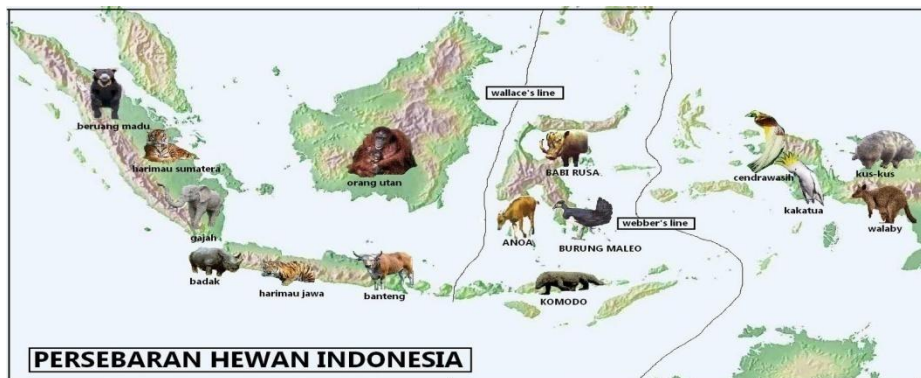 wallace's line
beruang madu
harimau sumatera
orang utan
BABI RUSA
cendrawasih
kus-kus
kakatua
walaby
gajah
ANOA
BURUNG MALEO
webber's line
badak
harimau jawa
banteng
KOMODO
PERSEBARAN HEWAN INDONESIA